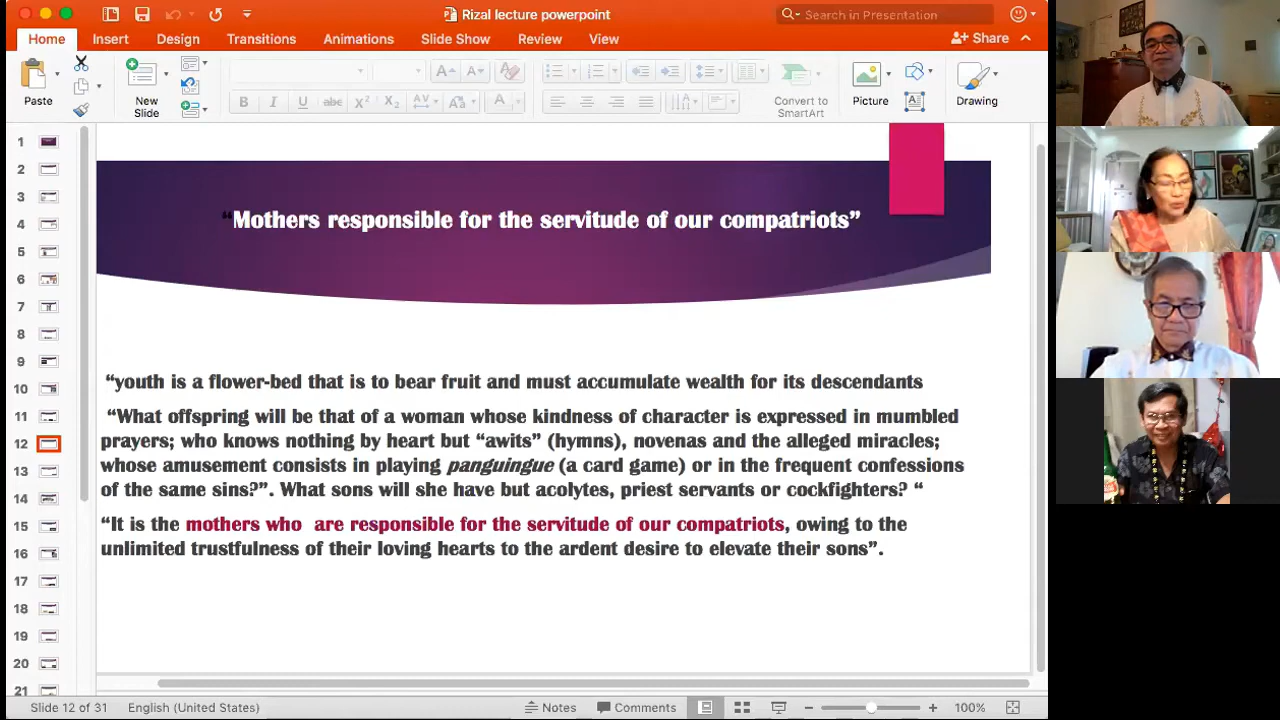 Rizal lecture powerpoint
Search in Presentation
Home Insert Design Transitions Animations Slide Show Review View Share
Paste
New
Slide
B I U abc X² X₂ AV A
Convert to
SmartArt
Picture
Drawing
1
2
3
4
5
6
7
8
9
10
11
12
13
14
15
16
17
18
19
20
21
“Mothers responsible for the servitude of our compatriots”
“youth is a flower-bed that is to bear fruit and must accumulate wealth for its descendants
“What offspring will be that of a woman whose kindness of character is expressed in mumbled
prayers; who knows nothing by heart but “awits” (hymns), novenas and the alleged miracles;
whose amusement consists in playing panguingue (a card game) or in the frequent confessions
of the same sins?”. What sons will she have but acolytes, priest servants or cockfighters? “
“It is the mothers who are responsible for the servitude of our compatriots, owing to the
unlimited trustfulness of their loving hearts to the ardent desire to elevate their sons”.
Slide 12 of 31 English (United States) Notes Comments 100%